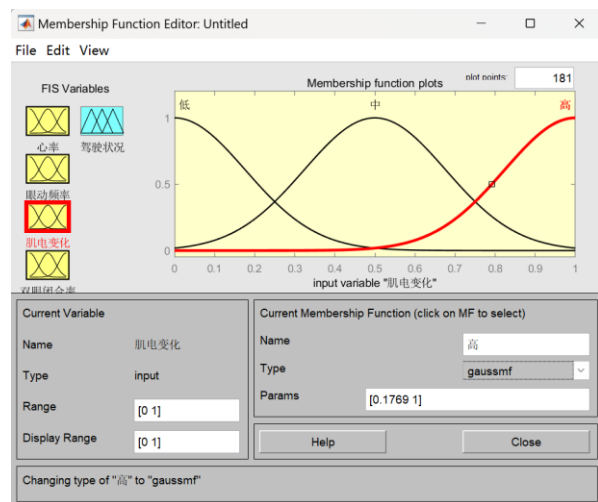 Membership Function Editor: Untitled
File Edit View
FIS Variables
Membership function plots
plot points:
181
心率
驾驶状况
眼动频率
肌电变化
双眼闭合率
低
中
高
1
0.5
0
0 0.1 0.2 0.3 0.4 0.5 0.6 0.7 0.8 0.9 1
input variable "肌电变化"
Current Variable
Name 肌电变化
Type input
Range [0 1]
Display Range [0 1]
Current Membership Function (click on MF to select)
Name 高
Type gaussmf
Params [0.1769 1]
Help
Close
Changing type of "高" to "gaussmf"